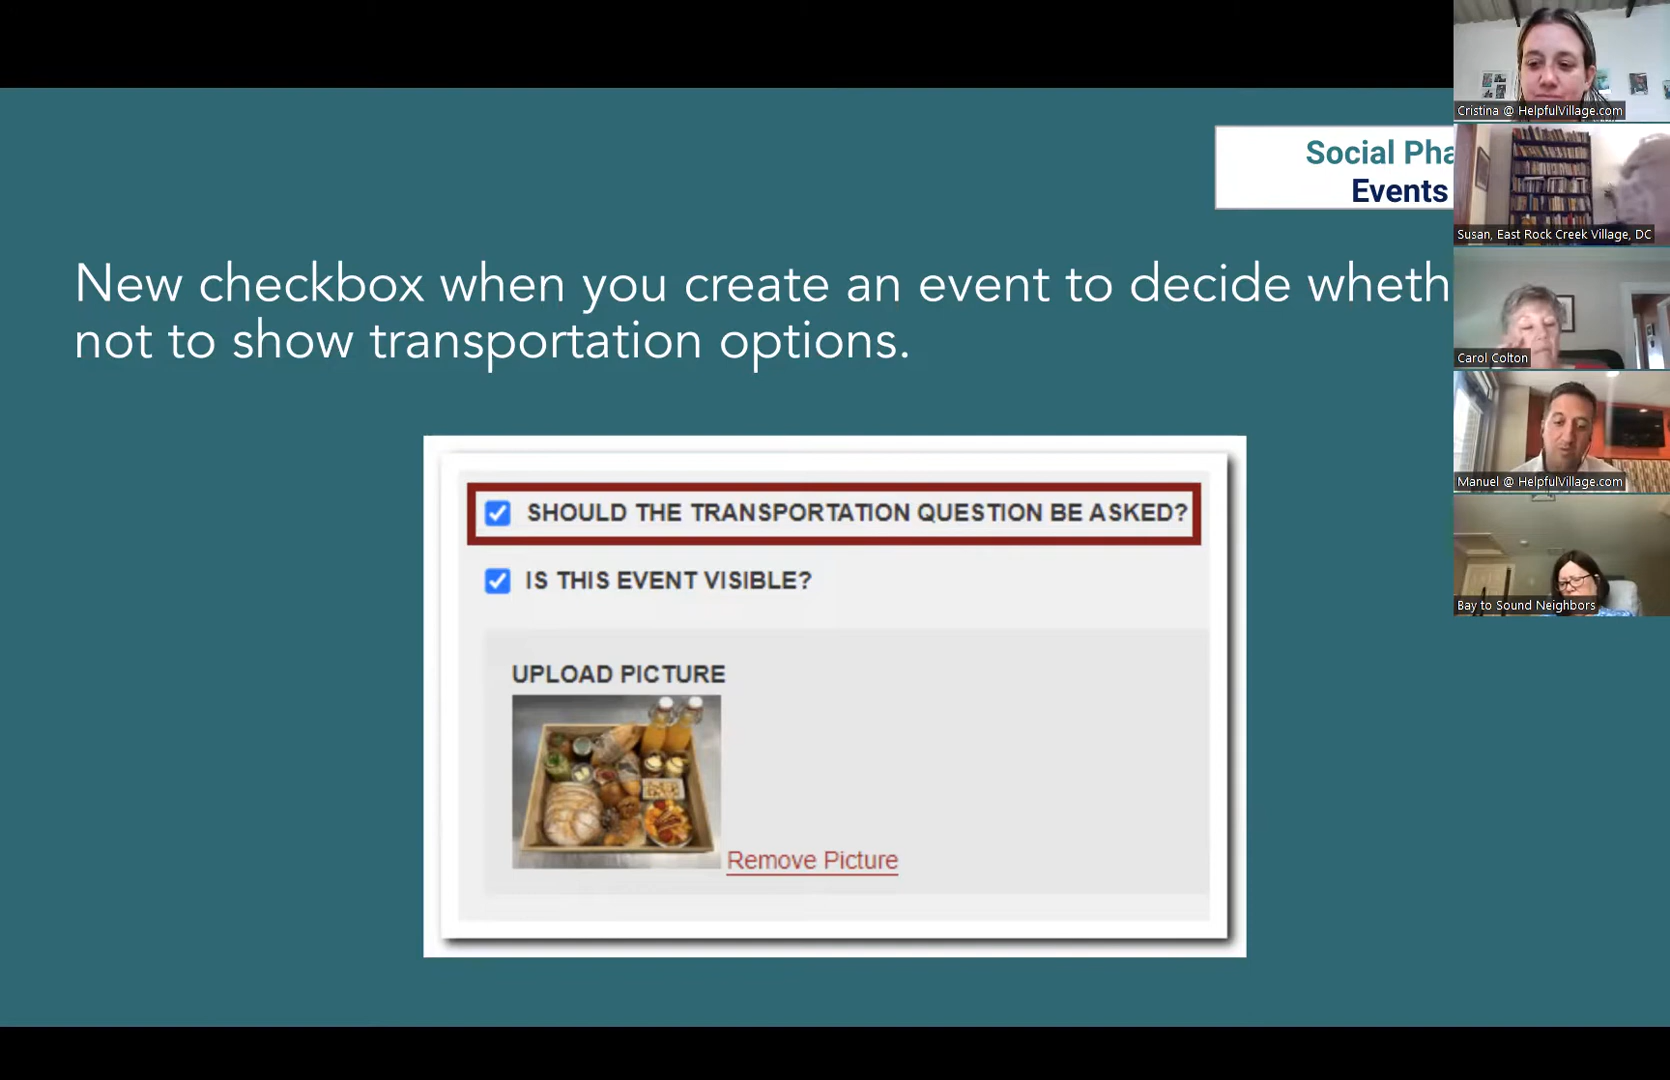 Social Pha
Events
New checkbox when you create an event to decide wheth
not to show transportation options.
SHOULD THE TRANSPORTATION QUESTION BE ASKED?
IS THIS EVENT VISIBLE?
UPLOAD PICTURE
Remove Picture
Cristina @ HelpfulVillage.com
Susan, East Rock Creek Village, DC
Carol Colton
Manuel @ HelpfulVillage.com
Bay to Sound Neighbors